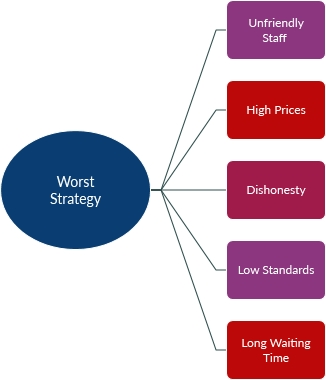 Worst
Strategy
Unfriendly
Staff
High Prices
Dishonesty
Low Standards
Long Waiting
Time